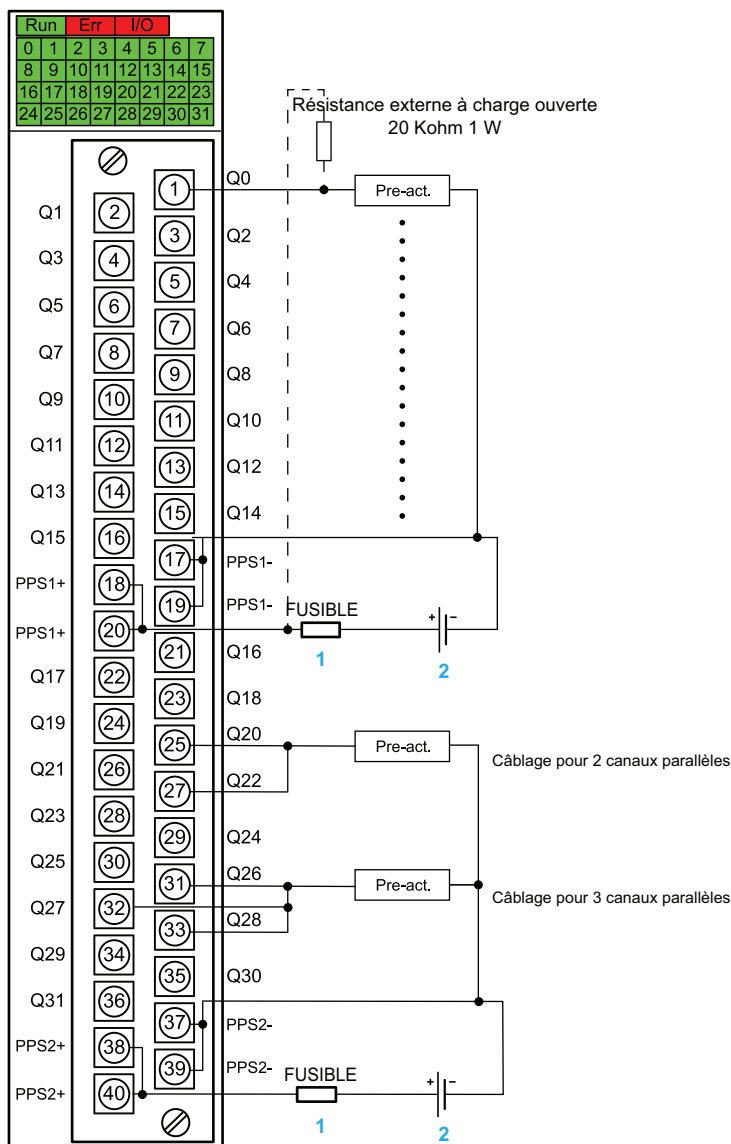 Run Err I/O
0 1 2 3 4 5 6 7
8 9 10 11 12 13 14 15
16 17 18 19 20 21 22 23
24 25 26 27 28 29 30 31
Résistance externe à charge ouverte
20 Kohm 1 W
1 Q0 Pre-act.
Q1 2
3 Q2
Q3 4
5 Q4
Q5 6
7 Q6
Q7 8
9 Q8
Q9 10
11 Q10
Q11 12
13 Q12
Q13 14
15 Q14
Q15 16
17 PPS1-
PPS1+ 18
19 PPS1- FUSIBLE + -
PPS1+ 20
21 Q16 1 2
Q17 22
23 Q18
Q19 24
25 Q20 Pre-act. Câblage pour 2 canaux parallèles
Q21 26
27 Q22
Q23 28
29 Q24
Q25 30
31 Q26 Pre-act. Câblage pour 3 canaux parallèles
Q27 32
33 Q28
Q29 34
35 Q30
Q31 36
37 PPS2-
PPS2+ 38
39 PPS2- FUSIBLE + -
PPS2+ 40
1 2